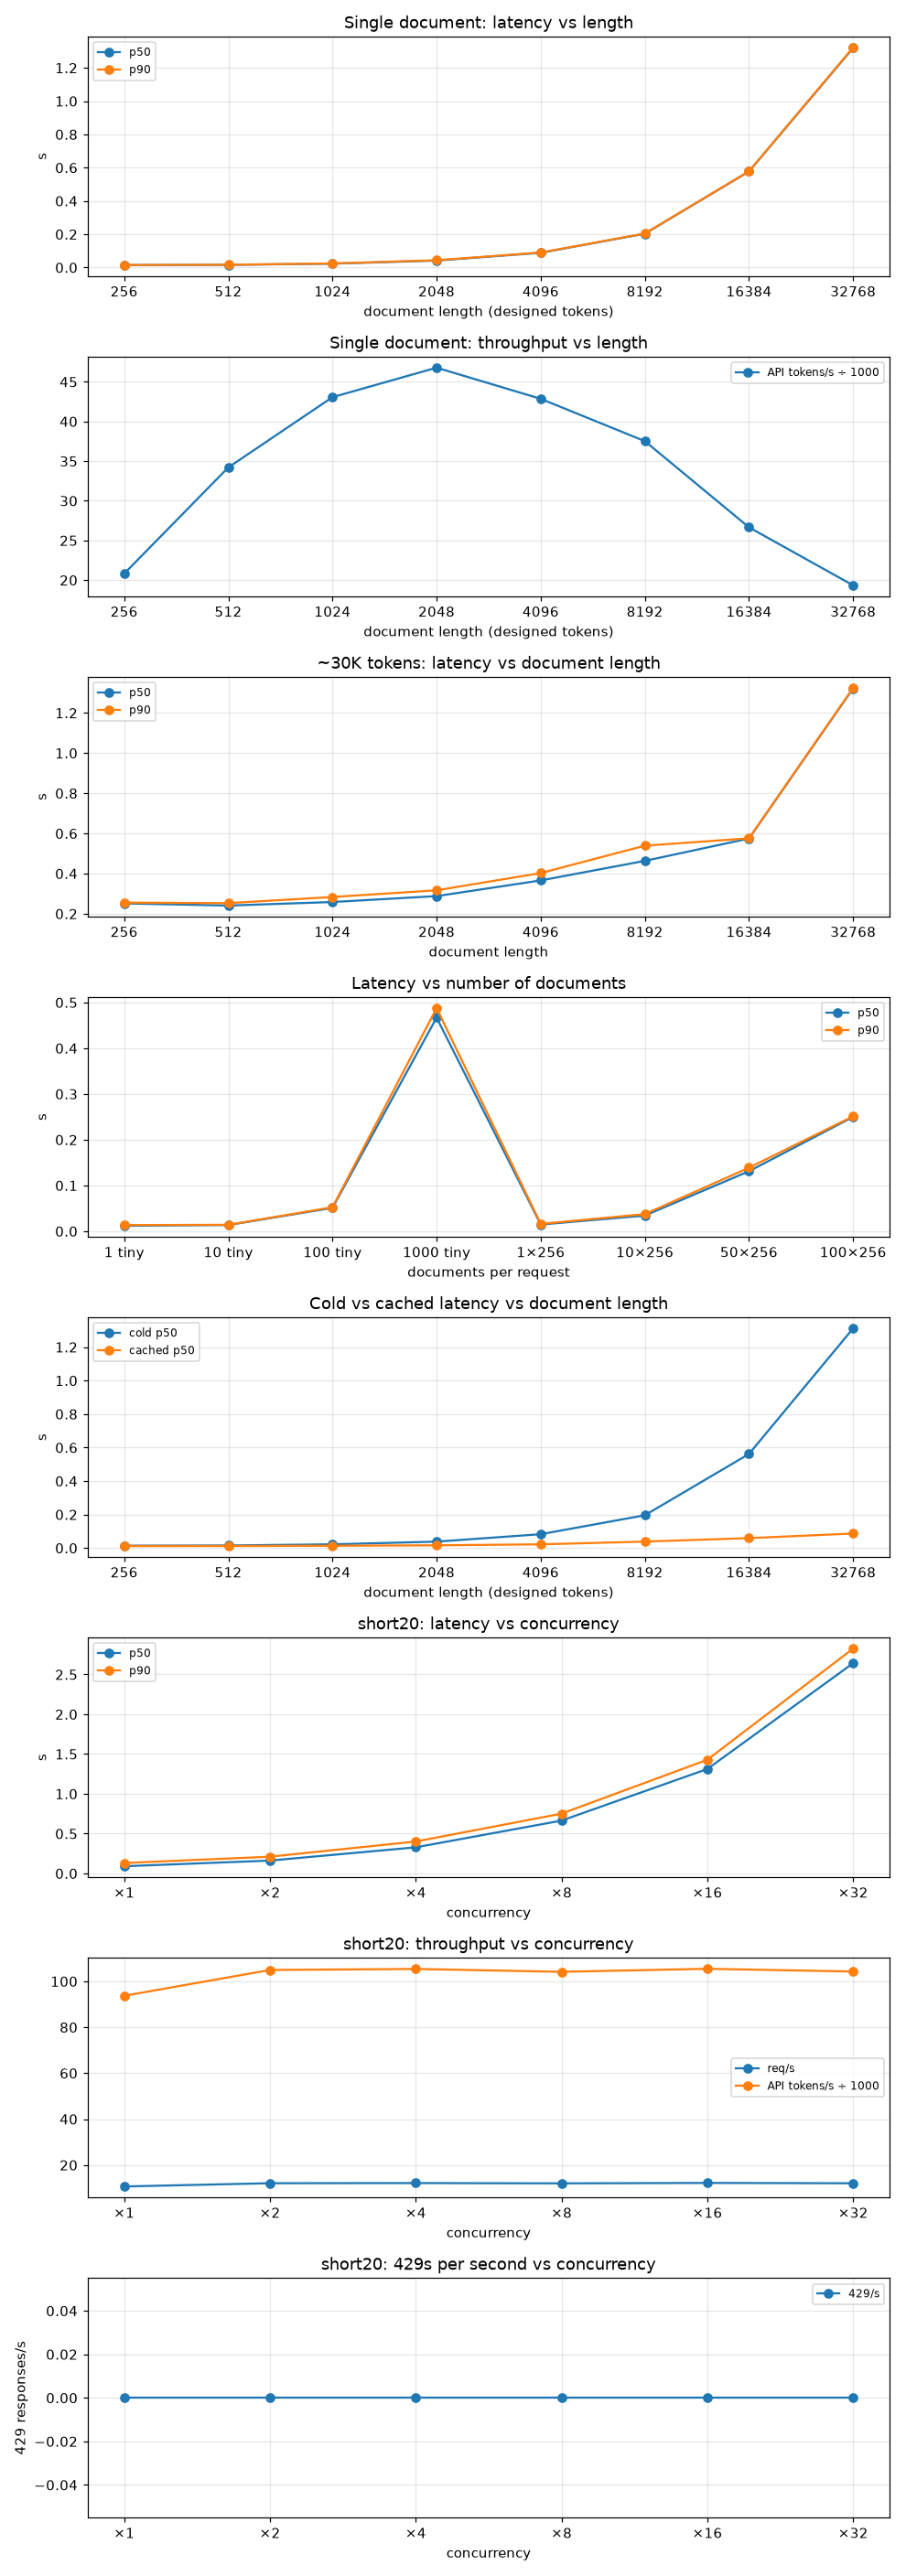 Single document: latency vs length
p50
p90
1.2
1.0
0.8
0.6
0.4
0.2
0.0
s
256 512 1024 2048 4096 8192 16384 32768
document length (designed tokens)
Single document: throughput vs length
API tokens/s ÷ 1000
45
40
35
30
25
20
256 512 1024 2048 4096 8192 16384 32768
document length (designed tokens)
~30K tokens: latency vs document length
p50
p90
1.2
1.0
0.8
0.6
0.4
0.2
s
256 512 1024 2048 4096 8192 16384 32768
document length
Latency vs number of documents
p50
p90
0.5
0.4
0.3
0.2
0.1
0.0
s
1 tiny 10 tiny 100 tiny 1000 tiny 1×256 10×256 50×256 100×256
documents per request
Cold vs cached latency vs document length
cold p50
cached p50
1.2
1.0
0.8
0.6
0.4
0.2
0.0
s
256 512 1024 2048 4096 8192 16384 32768
document length (designed tokens)
short20: latency vs concurrency
p50
p90
2.5
2.0
1.5
1.0
0.5
0.0
s
×1 ×2 ×4 ×8 ×16 ×32
concurrency
short20: throughput vs concurrency
100
80
60
40
20
req/s
API tokens/s ÷ 1000
×1 ×2 ×4 ×8 ×16 ×32
concurrency
short20: 429s per second vs concurrency
429/s
0.04
0.02
0.00
−0.02
−0.04
429 responses/s
×1 ×2 ×4 ×8 ×16 ×32
concurrency